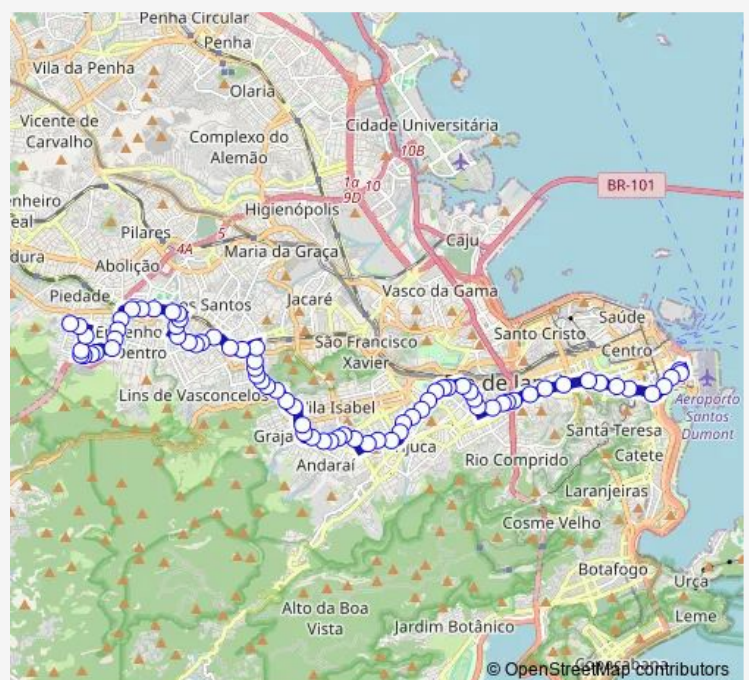 Penha Circular
Penha
Vila da Penha
Olaria
Vicente de
Carvalho
Cidade Universitária
Complexo do
Alemão
10B
1a 10
9D
BR-101
Higienópolis
Pilares
5
4A
Caju
Maria da Graça
Abolição
Vasco da Gama
Piedade
Jacaré
Saúde
Santo Cristo
São Francisco
Xavier
Centro
Dentro
Lins de Vasconcelos
Aeroporto
Santos
Dumont
Santa Teresa
Andaraí
Rio Comprido
Catete
Laranjeiras
Cosme Velho
Botafogo
Urca
Alto da Boa
Vista
Jardim Botânico
Leme
© OpenStreetMap contributors